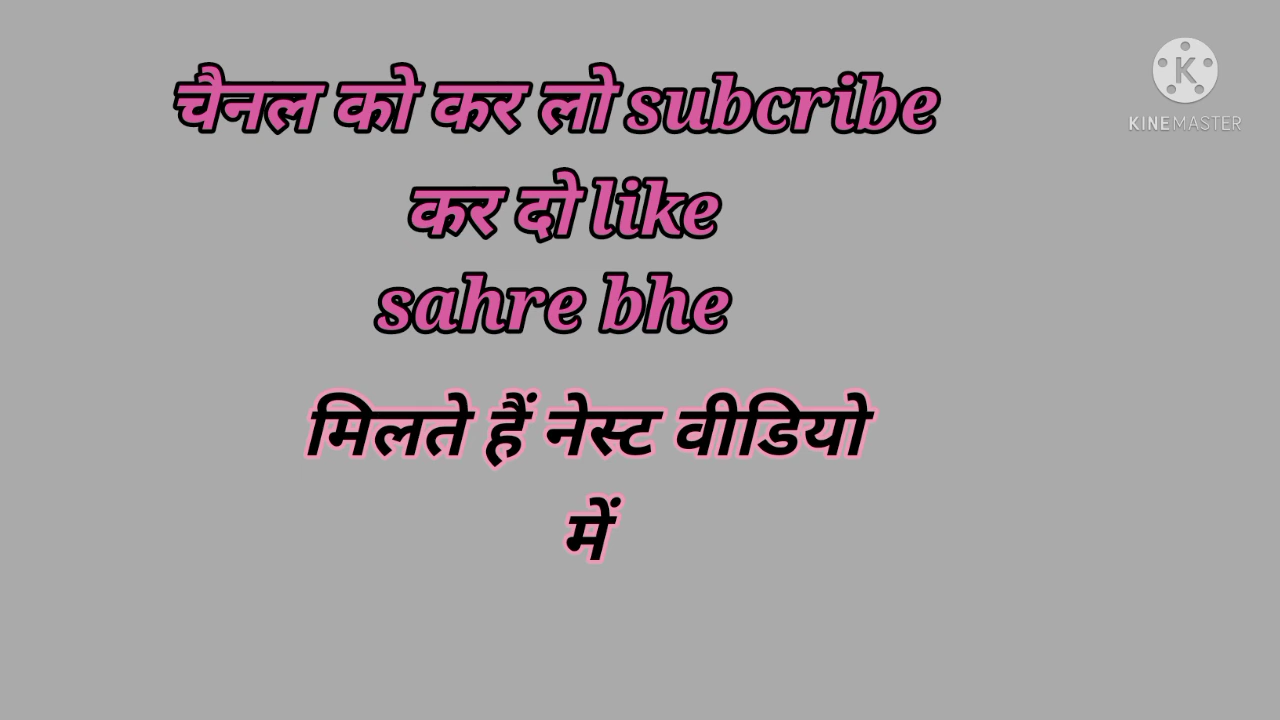 चैनल को कर लो subcribe
कर दो like
sahre bhe
मिलते हैं नेस्ट वीडियो
में
K
KINEMASTER